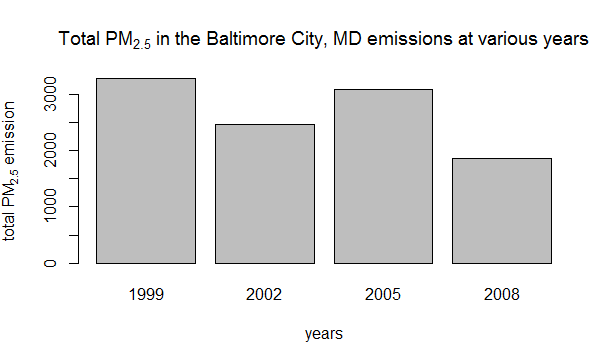 Total PM2.5 in the Baltimore City, MD emissions at various years
total PM2.5 emission
3000
2000
1000
0
1999 2002 2005 2008
years